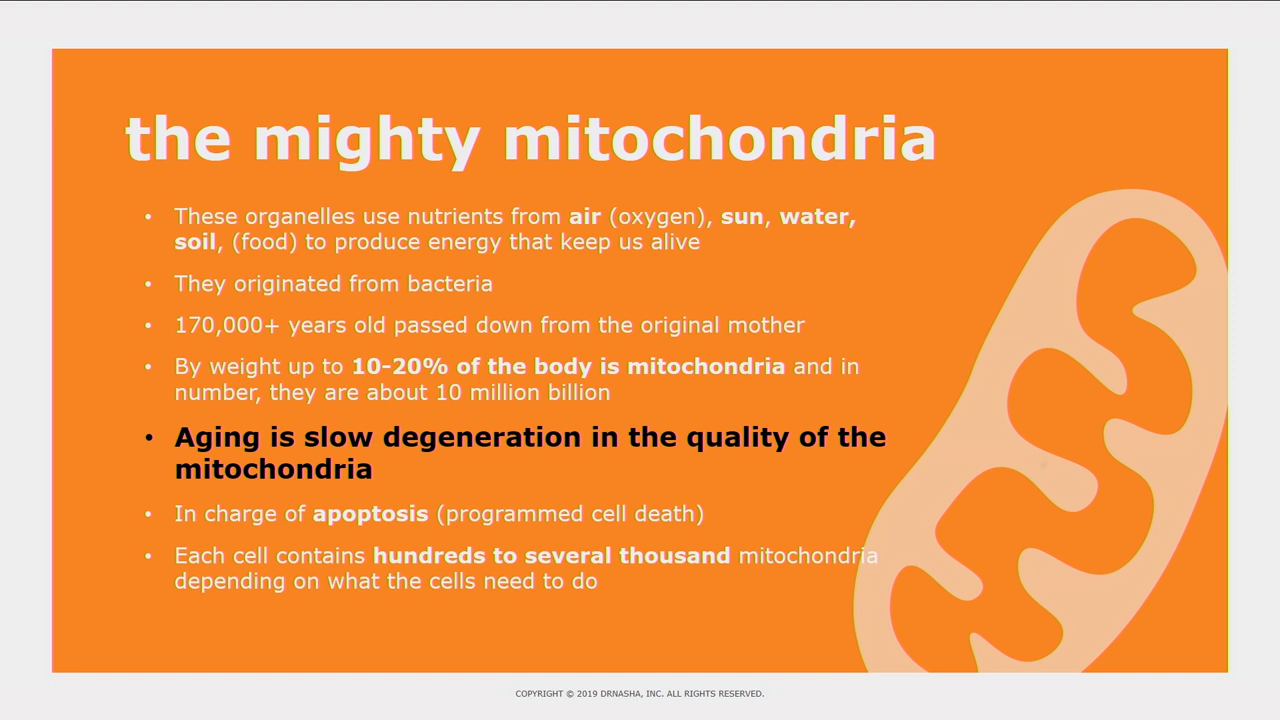 the mighty mitochondria
• These organelles use nutrients from air (oxygen), sun, water,
soil, (food) to produce energy that keep us alive
• They originated from bacteria
• 170,000+ years old passed down from the original mother
• By weight up to 10-20% of the body is mitochondria and in
number, they are about 10 million billion
• Aging is slow degeneration in the quality of the
mitochondria
• In charge of apoptosis (programmed cell death)
• Each cell contains hundreds to several thousand mitochondria
depending on what the cells need to do
COPYRIGHT © 2019 DRNASHA, INC. ALL RIGHTS RESERVED.